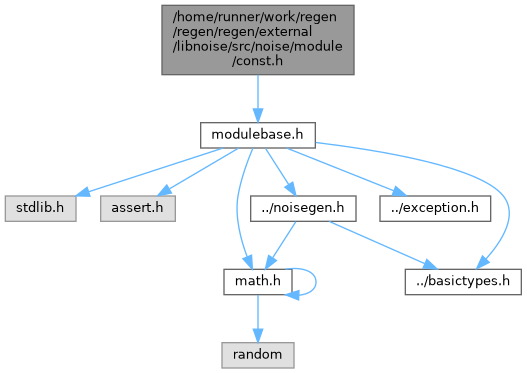 /home/runner/work/regen
/regen/regen/external
/libnoise/src/noise/module
/const.h
modulebase.h
stdlib.h
assert.h
../noisegen.h
../exception.h
math.h
../basictypes.h
random